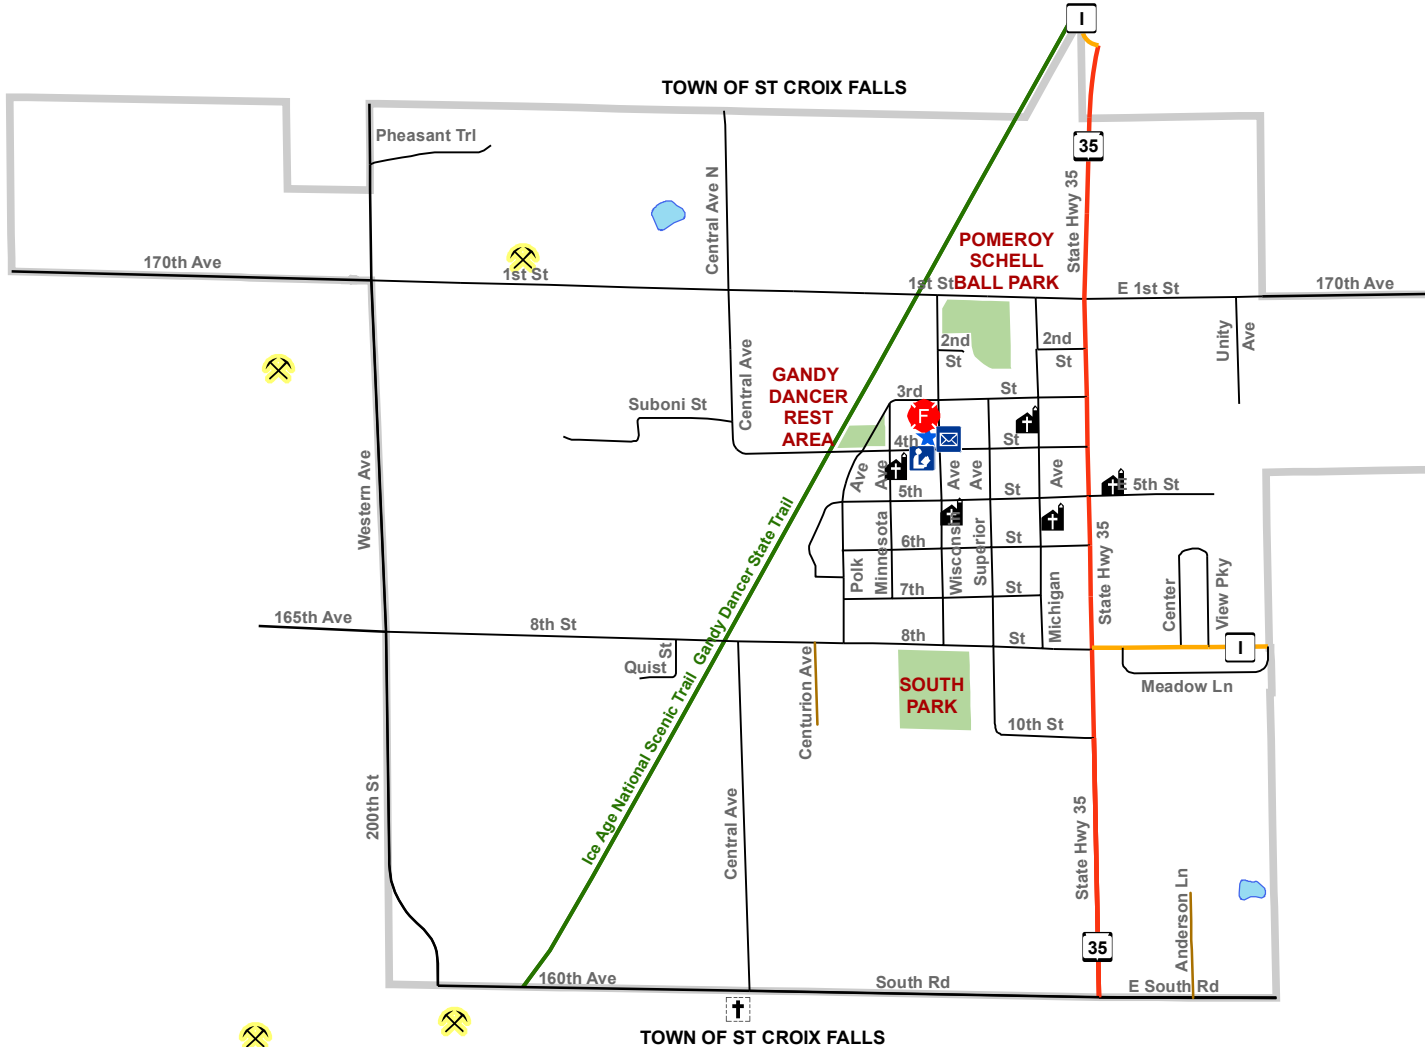 I
TOWN OF ST CROIX FALLS
Pheasant Trl
35
Central Ave N
State Hwy 35
POMEROY
SCHELL
BALL PARK
170th Ave
1st St
1st St
E 1st St
170th Ave
Unity
Ave
2nd
St
2nd
St
Central Ave
GANDY
DANCER
REST
AREA
3rd
St
Suboni St
F
4th
St
Western Ave
Ave
Ave
Ave
Ave
Ave
5th
St
E 5th St
Minnesota
Wisconsin
Superior
6th
St
State Hwy 35
Polk
7th
St
Michigan
Center
View Pky
Ice Age National Scenic Trail
Gandy Dancer State Trail
165th Ave
8th St
8th
St
I
Quist
St
Centurion Ave
SOUTH
PARK
Meadow Ln
10th St
200th St
Central Ave
State Hwy 35
Anderson Ln
35
160th Ave
South Rd
E South Rd
TOWN OF ST CROIX FALLS